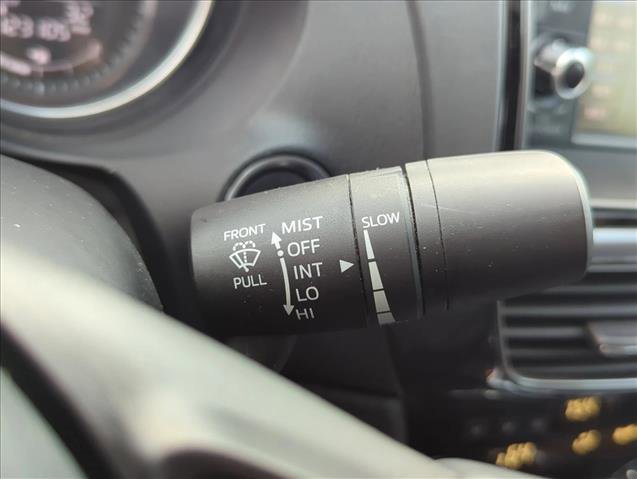 FRONT
PULL
MIST
OFF
INT
LO
HI
SLOW